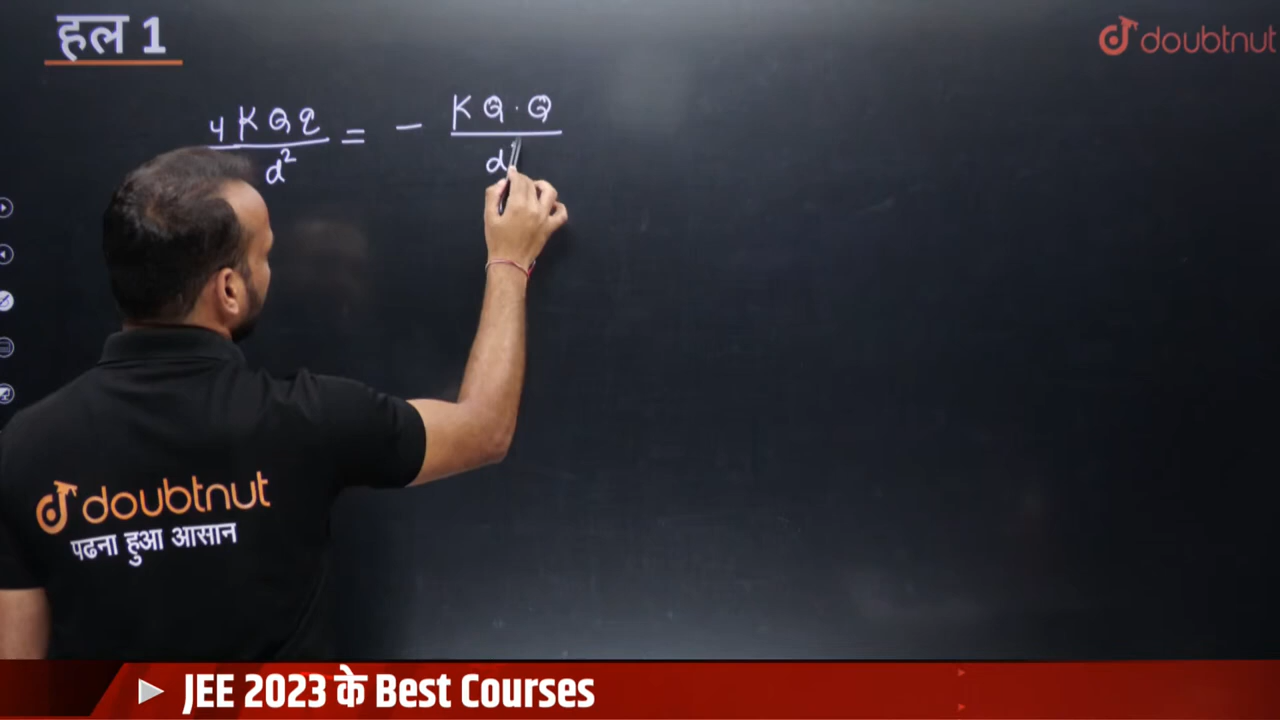 हल 1
doubtnut
4KQq / d² = - KQ·Q / d
doubtnut
पढना हुआ आसान
JEE 2023 के Best Courses